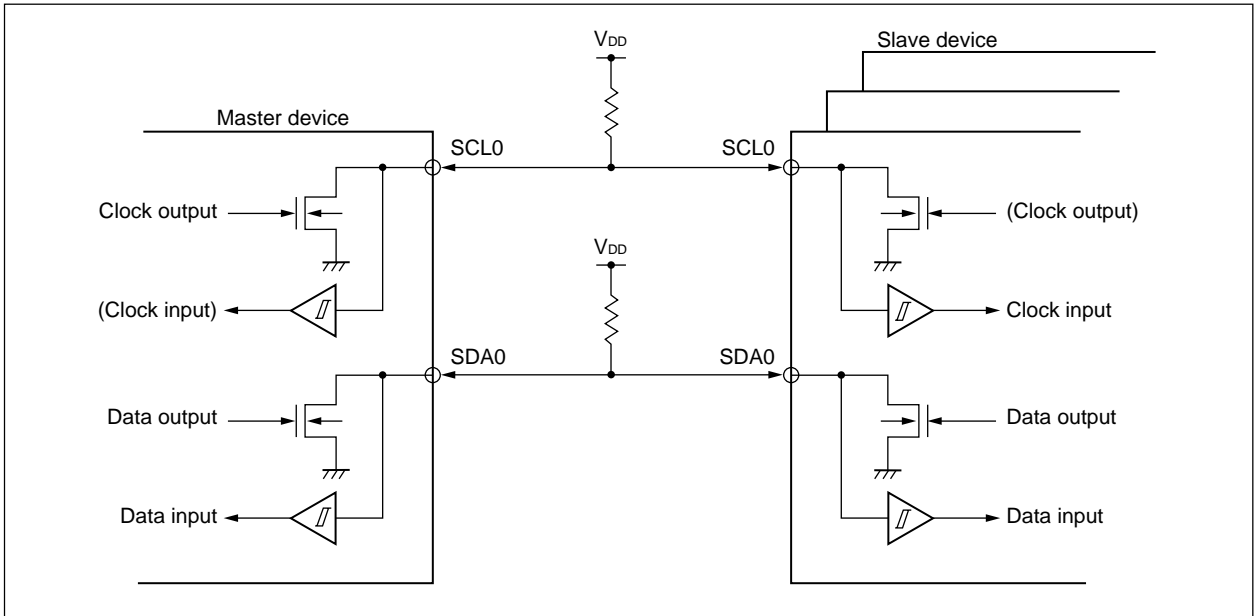 VDD
Slave device
Master device
SCL0
SCL0
Clock output
(Clock output)
VDD
(Clock input)
Clock input
SDA0
SDA0
Data output
Data output
Data input
Data input